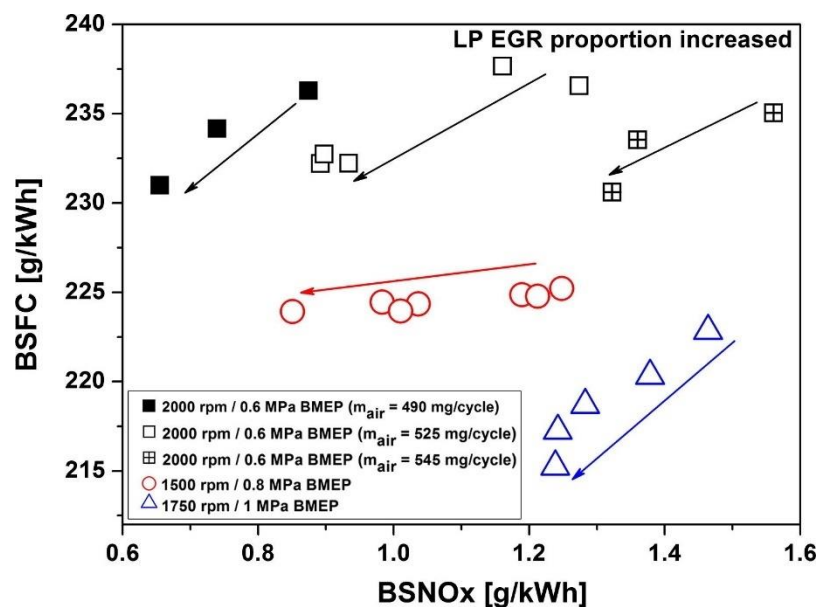 LP EGR proportion increased
240
235
230
225
220
215
BSFC [g/kWh]
2000 rpm / 0.6 MPa BMEP (mair = 490 mg/cycle)
2000 rpm / 0.6 MPa BMEP (mair = 525 mg/cycle)
2000 rpm / 0.6 MPa BMEP (mair = 545 mg/cycle)
1500 rpm / 0.8 MPa BMEP
1750 rpm / 1 MPa BMEP
0.6 0.8 1.0 1.2 1.4 1.6
BSNOx [g/kWh]